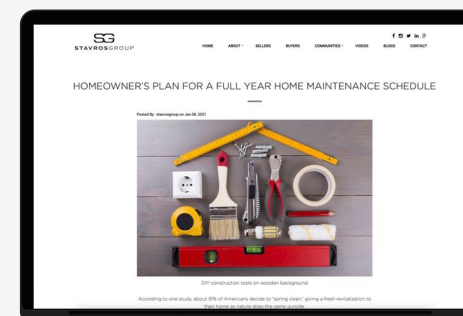 SG
STAVROSGROUP
HOME ABOUT SELLERS BUYERS COMMUNITIES VIDEOS BLOGS CONTACT
HOMEOWNER'S PLAN FOR A FULL YEAR HOME MAINTENANCE SCHEDULE
Posted By : stavrosgroup on Jan 08, 2021
DIY construction tools on wooden background
According to one study, about 91% of Americans decide to "spring clean," giving a fresh revitalization to
their home as nature does the same outside.